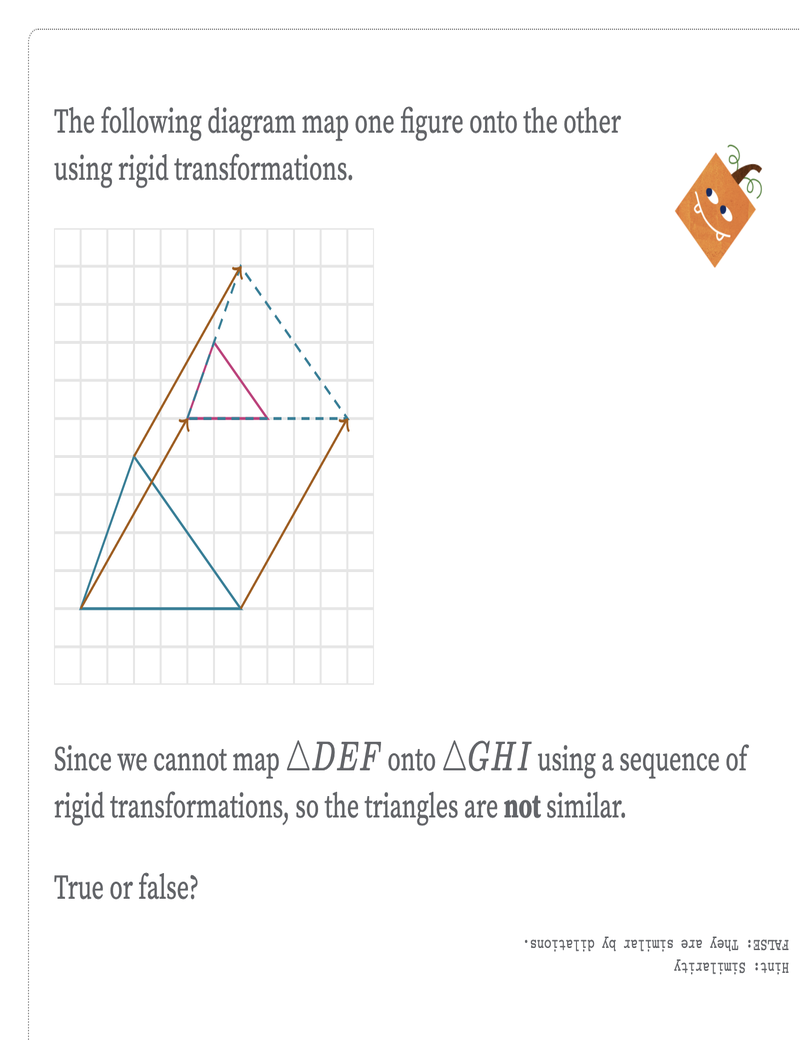 The following diagram map one figure onto the other
using rigid transformations.
Since we cannot map △DEF onto △GHI using a sequence of
rigid transformations, so the triangles are not similar.
True or false?
Hint: Similarity
FALSE: They are similar by dilations.